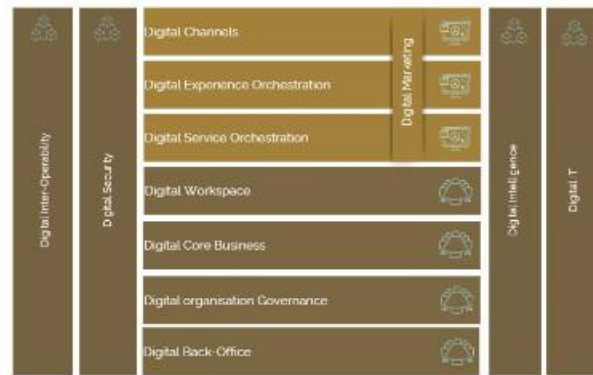 Digital Inter-Operability
Digital Security
Digital Channels
Digital Experience Orchestration
Digital Service Orchestration
Digital Marketing
Digital Workspace
Digital Core Business
Digital organisation Governance
Digital Back-Office
Digital Intelligence
Digital IT